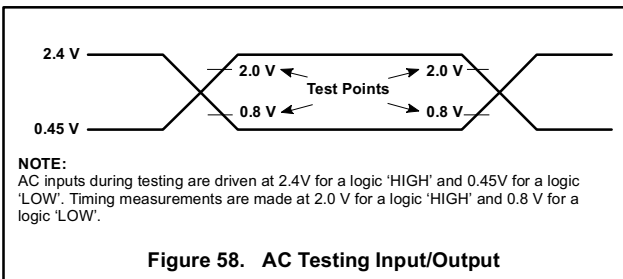 2.4 V
2.0 V 2.0 V
Test Points
0.8 V 0.8 V
0.45 V
NOTE:
AC inputs during testing are driven at 2.4V for a logic ‘HIGH’ and 0.45V for a logic
‘LOW’. Timing measurements are made at 2.0 V for a logic ‘HIGH’ and 0.8 V for a
logic ‘LOW’.
Figure 58. AC Testing Input/Output